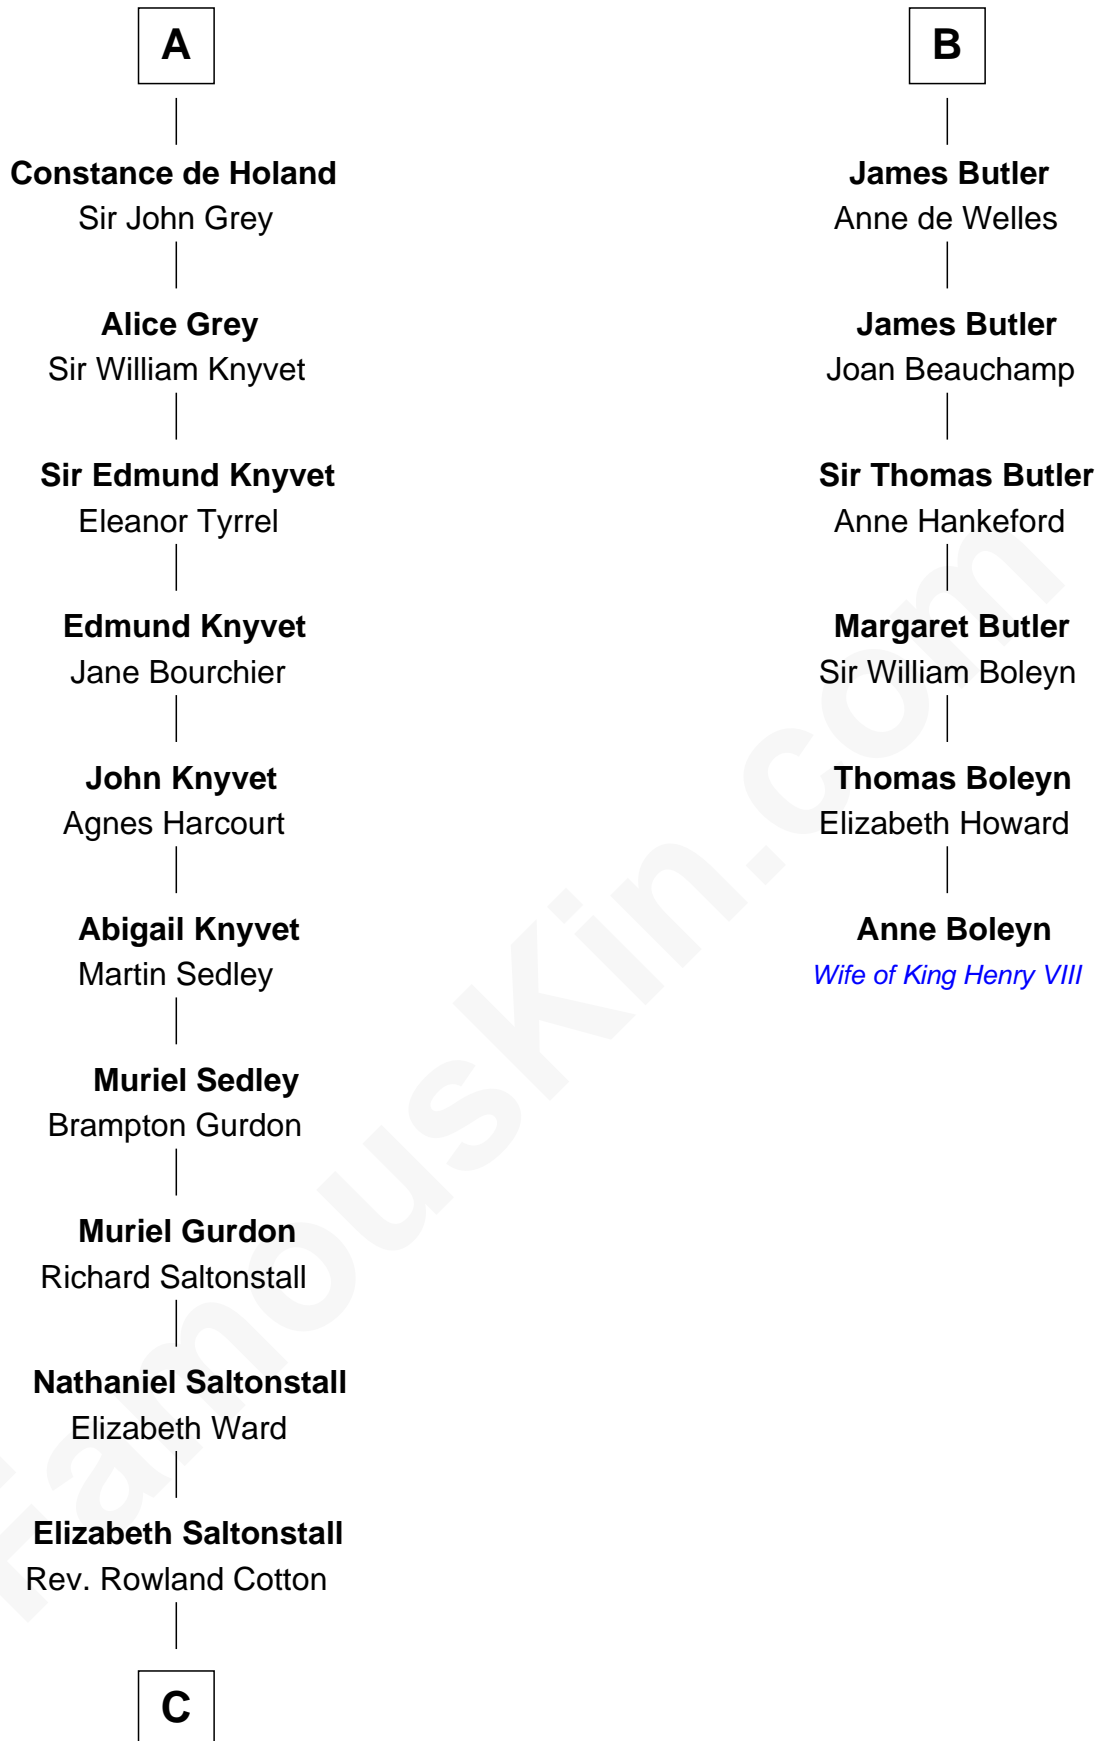 A
Constance de Holand
Sir John Grey
Alice Grey
Sir William Knyvet
Sir Edmund Knyvet
Eleanor Tyrrel
Edmund Knyvet
Jane Bourchier
John Knyvet
Agnes Harcourt
Abigail Knyvet
Martin Sedley
Muriel Sedley
Brampton Gurdon
Muriel Gurdon
Richard Saltonstall
Nathaniel Saltonstall
Elizabeth Ward
Elizabeth Saltonstall
Rev. Rowland Cotton
C
B
James Butler
Anne de Welles
James Butler
Joan Beauchamp
Sir Thomas Butler
Anne Hankeford
Margaret Butler
Sir William Boleyn
Thomas Boleyn
Elizabeth Howard
Anne Boleyn
Wife of King Henry VIII
FamousKin.com